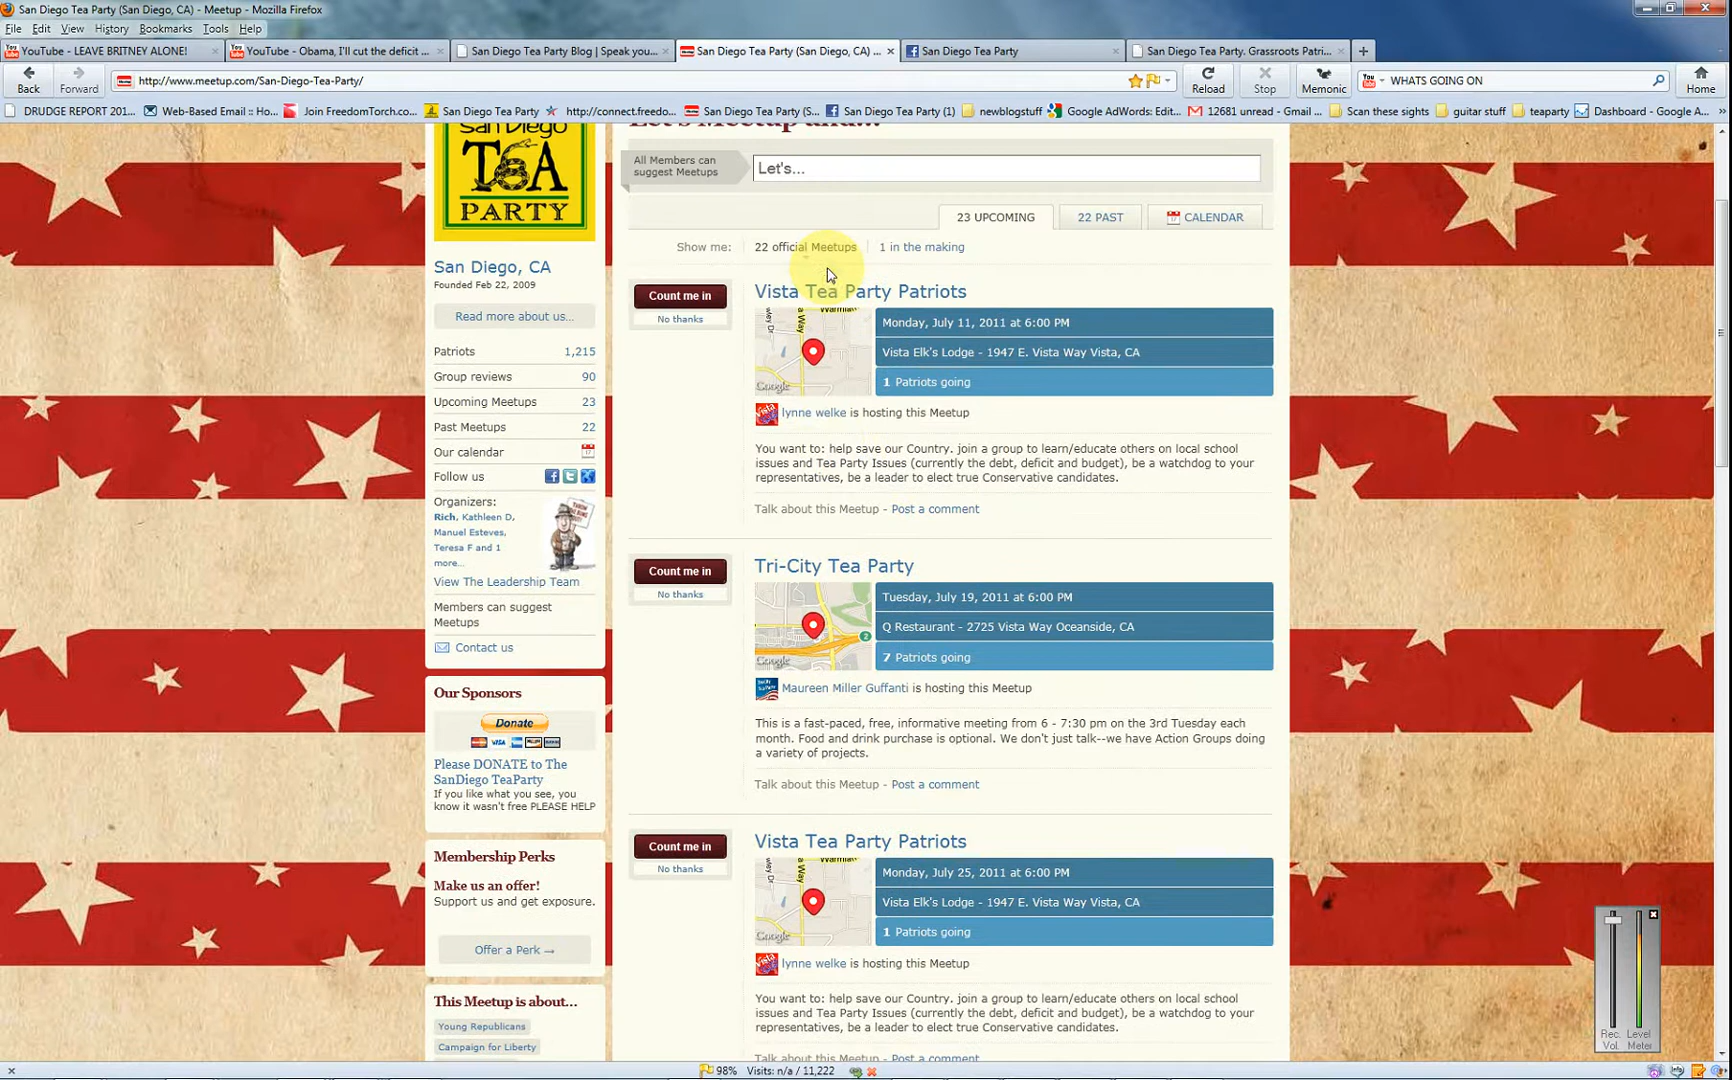 San Diego Tea Party (San Diego, CA) - Meetup - Mozilla Firefox
File Edit View History Bookmarks Tools Help
YouTube - LEAVE BRITNEY ALONE!
YouTube - Obama, I'll cut the deficit ...
San Diego Tea Party Blog | Speak you...
San Diego Tea Party (San Diego, CA) ...
San Diego Tea Party
San Diego Tea Party. Grassroots Patri...
Back
Forward
http://www.meetup.com/San-Diego-Tea-Party/
Reload
Stop
Memonic
WHATS GOING ON
Home
DRUDGE REPORT 201...
Web-Based Email :: Ho...
Join FreedomTorch.co...
San Diego Tea Party
http://connect.freedo...
San Diego Tea Party (S...
San Diego Tea Party (1)
newblogstuff
Google AdWords: Edit...
12681 unread - Gmail ...
Scan these sights
guitar stuff
teaparty
Dashboard - Google A...
San Diego
TEA
PARTY
San Diego, CA
Founded Feb 22, 2009
Read more about us...
Patriots 1,215
Group reviews 90
Upcoming Meetups 23
Past Meetups 22
Our calendar
Follow us
Organizers:
Rich, Kathleen D,
Manuel Esteves,
Teresa F and 1
more...
View The Leadership Team
Members can suggest
Meetups
Contact us
Our Sponsors
Donate
VISA
Please DONATE to The
SanDiego TeaParty
If you like what you see, you
know it wasn't free PLEASE HELP
Membership Perks
Make us an offer!
Support us and get exposure.
Offer a Perk →
This Meetup is about...
Young Republicans
Campaign for Liberty
Let's Meetup and...
All Members can
suggest Meetups
Let's...
23 UPCOMING
22 PAST
CALENDAR
Show me: 22 official Meetups 1 in the making
Count me in
No thanks
Vista Tea Party Patriots
Google
Monday, July 11, 2011 at 6:00 PM
Vista Elk's Lodge - 1947 E. Vista Way Vista, CA
1 Patriots going
lynne welke is hosting this Meetup
You want to: help save our Country. join a group to learn/educate others on local school
issues and Tea Party Issues (currently the debt, deficit and budget), be a watchdog to your
representatives, be a leader to elect true Conservative candidates.
Talk about this Meetup - Post a comment
Count me in
No thanks
Tri-City Tea Party
Google
Tuesday, July 19, 2011 at 6:00 PM
Q Restaurant - 2725 Vista Way Oceanside, CA
7 Patriots going
Maureen Miller Guffanti is hosting this Meetup
This is a fast-paced, free, informative meeting from 6 - 7:30 pm on the 3rd Tuesday each
month. Food and drink purchase is optional. We don't just talk--we have Action Groups doing
a variety of projects.
Talk about this Meetup - Post a comment
Count me in
No thanks
Vista Tea Party Patriots
Google
Monday, July 25, 2011 at 6:00 PM
Vista Elk's Lodge - 1947 E. Vista Way Vista, CA
1 Patriots going
lynne welke is hosting this Meetup
You want to: help save our Country. join a group to learn/educate others on local school
issues and Tea Party Issues (currently the debt, deficit and budget), be a watchdog to your
representatives, be a leader to elect true Conservative candidates.
Talk about this Meetup - Post a comment
Rec. Level
Vol. Meter
98% Visits: n/a / 11,222